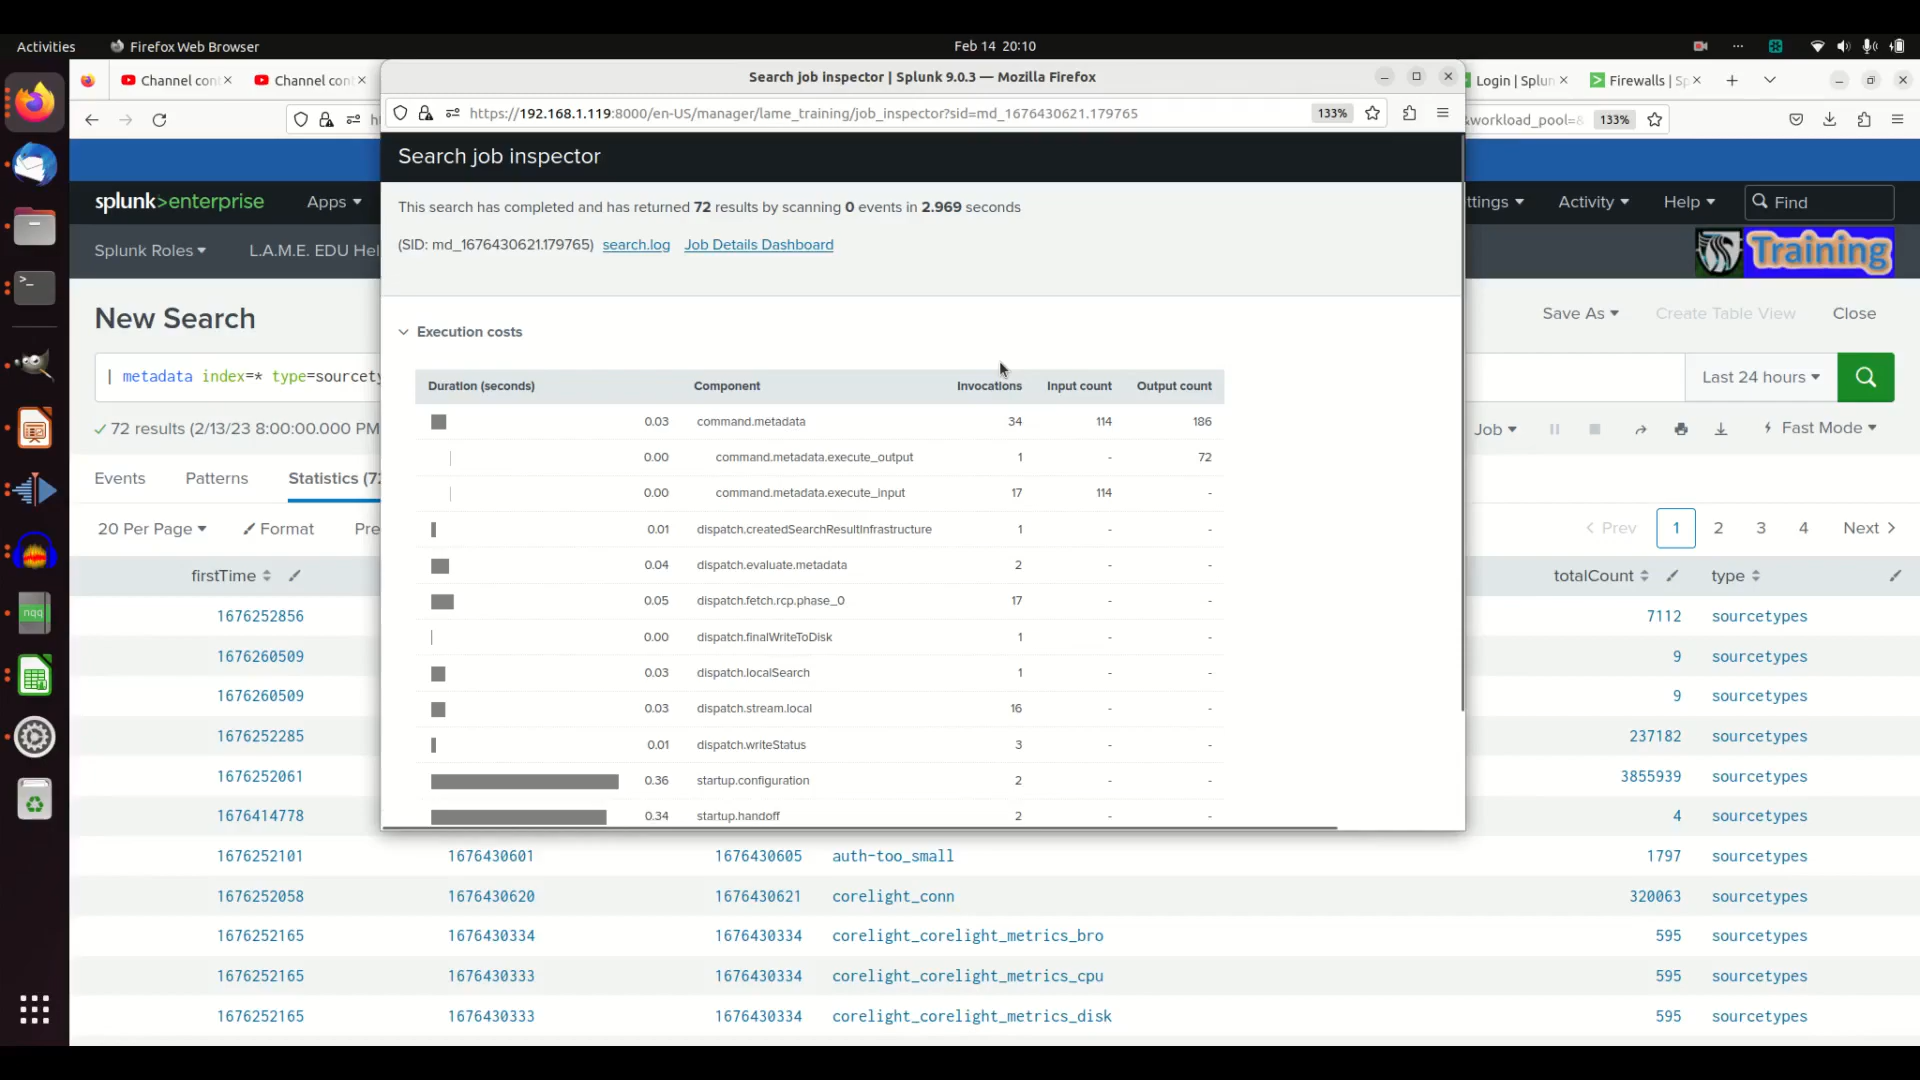 Activities Firefox Web Browser Feb 14 20:10
Channel con Channel con
Search job inspector | Splunk 9.0.3 — Mozilla Firefox
Login | Splun Firewalls | Sp
https://192.168.1.119:8000/en-US/manager/lame_training/job_inspector?sid=md_1676430621.179765 133%
&workload_pool=& 133%
Search job inspector
This search has completed and has returned 72 results by scanning 0 events in 2.969 seconds
(SID: md_1676430621.179765) search.log Job Details Dashboard
splunk>enterprise Apps
ttings Activity Help Find
Splunk Roles L.A.M.E. EDU Hel
Training
New Search
Save As Create Table View Close
| metadata index=* type=sourcety
Last 24 hours
72 results (2/13/23 8:00:00.000 PM
Job Fast Mode
Events Patterns Statistics (72
20 Per Page Format Pre
Prev 1 2 3 4 Next
Execution costs
Duration (seconds) Component Invocations Input count Output count
0.03 command.metadata 34 114 186
0.00 command.metadata.execute_output 1 - 72
0.00 command.metadata.execute_input 17 114 -
0.01 dispatch.createdSearchResultInfrastructure 1 - -
0.04 dispatch.evaluate.metadata 2 - -
0.05 dispatch.fetch.rcp.phase_0 17 - -
0.00 dispatch.finalWriteToDisk 1 - -
0.03 dispatch.localSearch 1 - -
0.03 dispatch.stream.local 16 - -
0.01 dispatch.writeStatus 3 - -
0.36 startup.configuration 2 - -
0.34 startup.handoff 2 - -
firstTime totalCount type
1676252856 7112 sourcetypes
1676260509 9 sourcetypes
1676260509 9 sourcetypes
1676252285 237182 sourcetypes
1676252061 3855939 sourcetypes
1676414778 4 sourcetypes
1676252101 1676430601 1676430605 auth-too_small 1797 sourcetypes
1676252058 1676430620 1676430621 corelight_conn 320063 sourcetypes
1676252165 1676430334 1676430334 corelight_corelight_metrics_bro 595 sourcetypes
1676252165 1676430333 1676430334 corelight_corelight_metrics_cpu 595 sourcetypes
1676252165 1676430333 1676430334 corelight_corelight_metrics_disk 595 sourcetypes
nqq